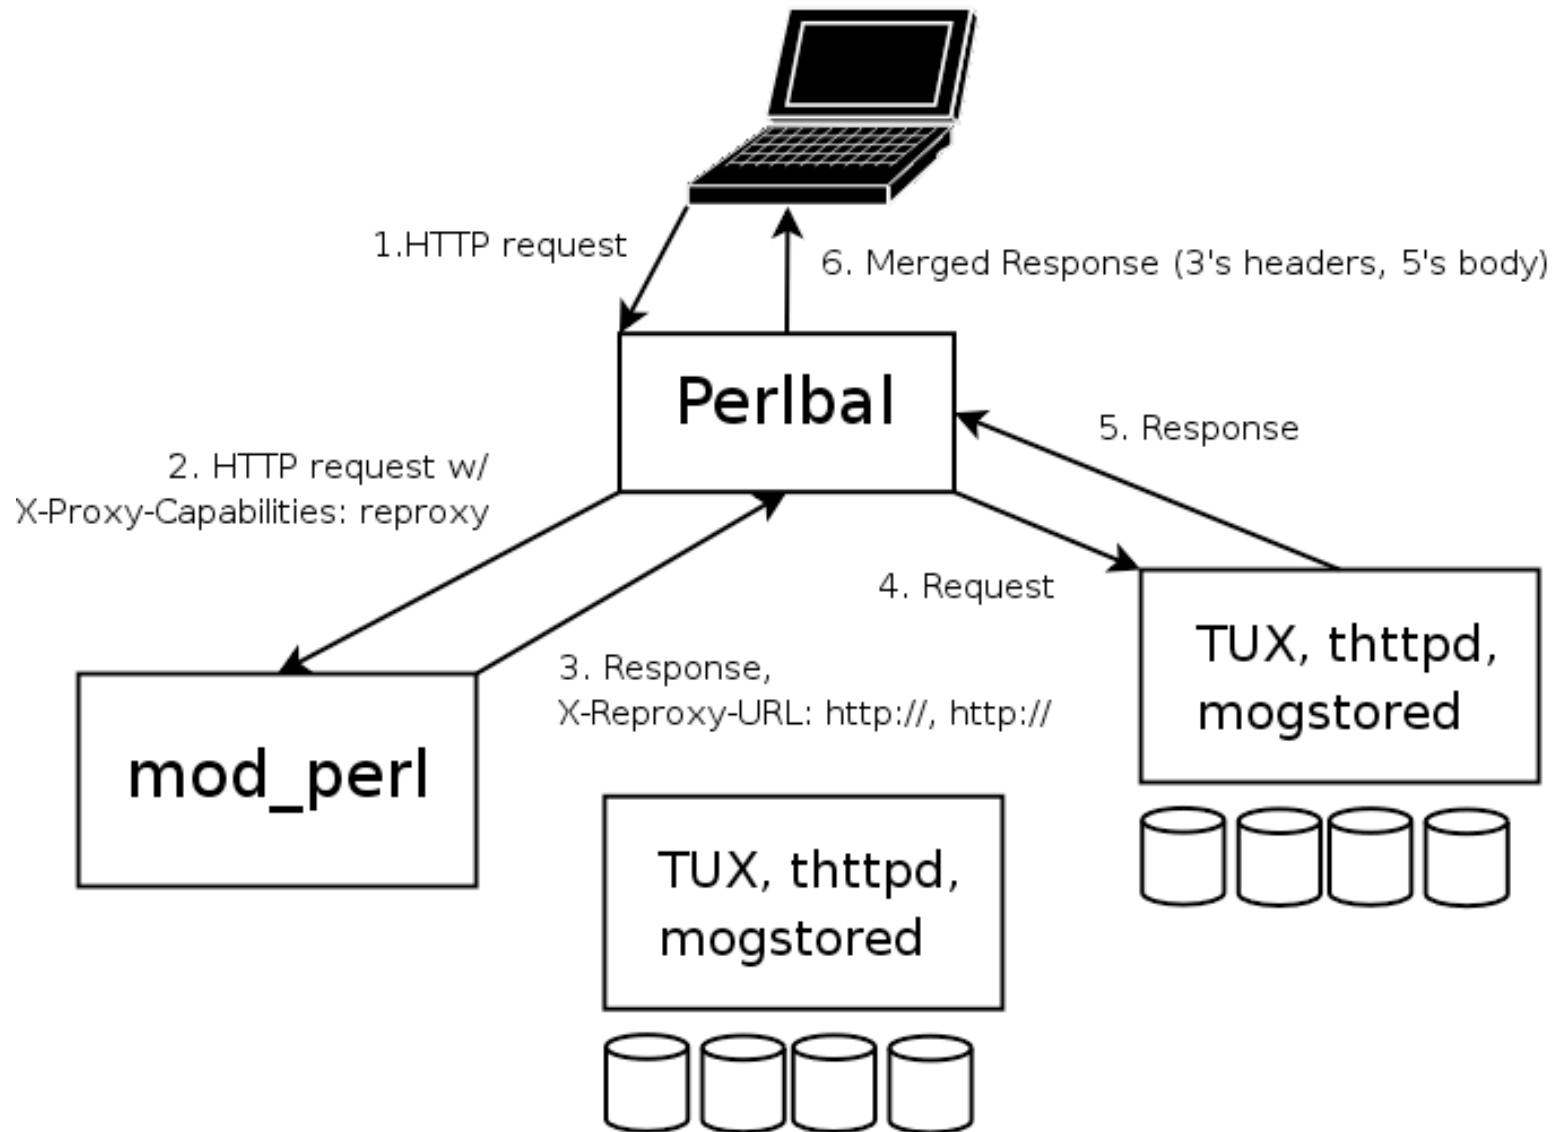 1.HTTP request
6. Merged Response (3's headers, 5's body)
Perlbal
5. Response
2. HTTP request w/
X-Proxy-Capabilities: reproxy
4. Request
TUX, thttpd,
mogstored
3. Response,
X-Reproxy-URL: http://, http://
mod_perl
TUX, thttpd,
mogstored